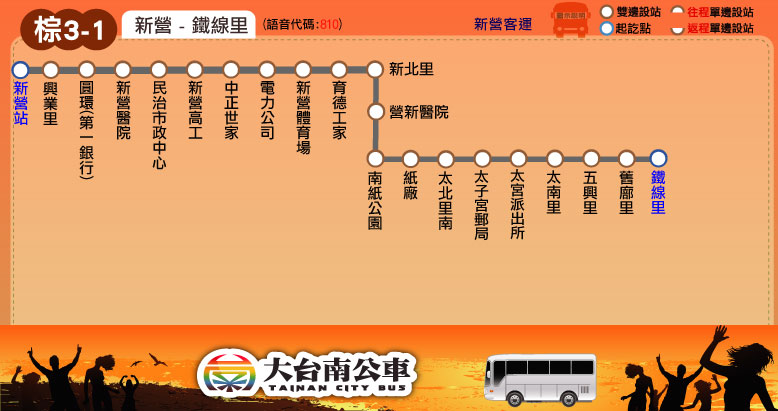 棕3-1
新營 - 鐵線里
(語音代碼:810)
新營客運
圖示說明
雙邊設站
往程單邊設站
起訖點
返程單邊設站
新營站
興業里
圓環(第一銀行)
新營醫院
民治市政中心
新營高工
中正世家
電力公司
新營體育場
育德工家
新北里
營新醫院
南紙公園
紙廠
太北里南
太子宮郵局
太宮派出所
太南里
五興里
舊廍里
鐵線里
大台南公車
TAINAN CITY BUS